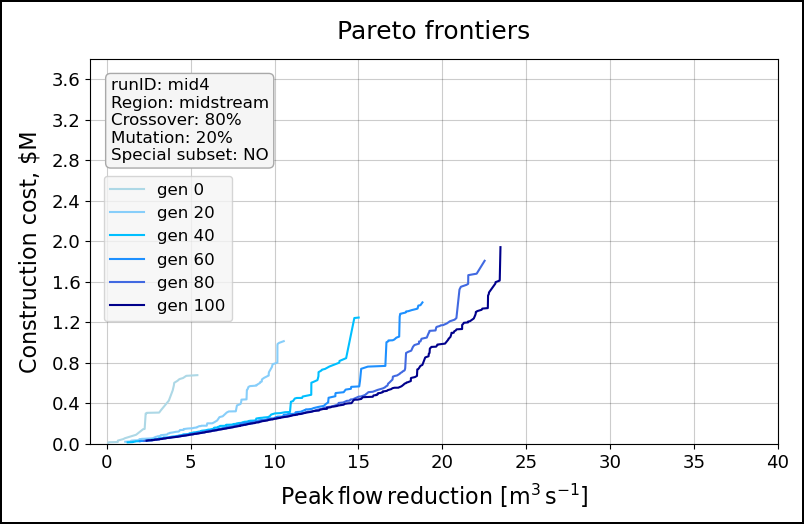 Pareto frontiers
runID: mid4
Region: midstream
Crossover: 80%
Mutation: 20%
Special subset: NO
gen 0
gen 20
gen 40
gen 60
gen 80
gen 100
Construction cost, $M
3.6
3.2
2.8
2.4
2.0
1.6
1.2
0.8
0.4
0.0
0 5 10 15 20 25 30 35 40
Peak flow reduction [m³ s⁻¹]